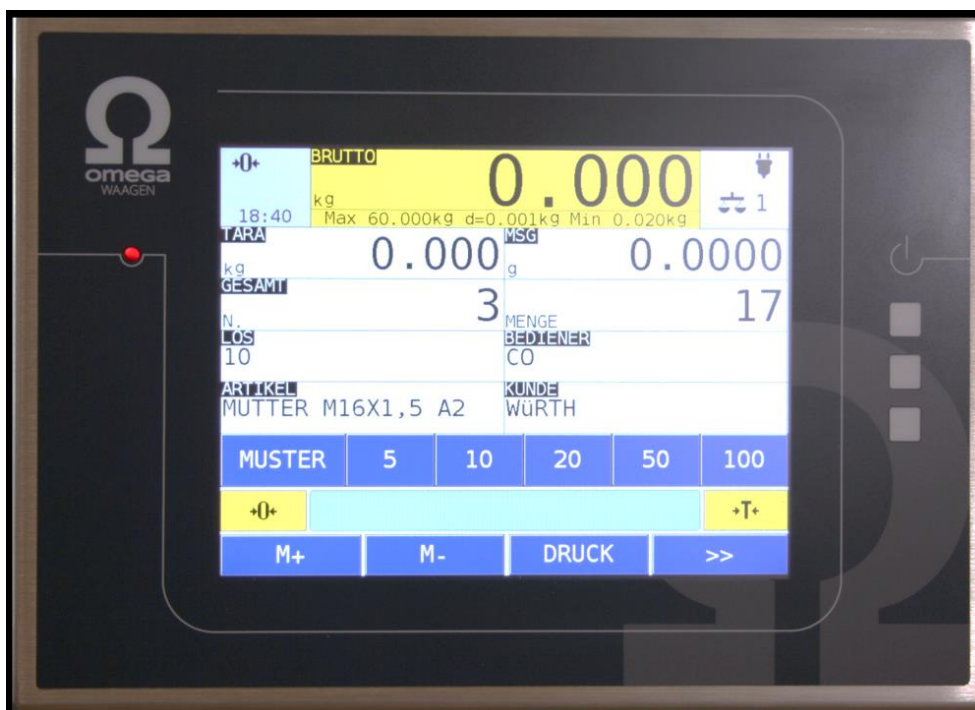 Ω
omega
WAAGEN
→0← BRUTTO 0.000
kg
18:40 Max 60.000kg d=0.001kg Min 0.020kg 1
TARA MSG
kg 0.000 g 0.0000
GESAMT
N. 3 MENGE 17
LOS BEDIENER
10 CO
ARTIKEL KUNDE
MUTTER M16X1,5 A2 WüRTH
MUSTER 5 10 20 50 100
→0← →T←
M+ M- DRUCK >>